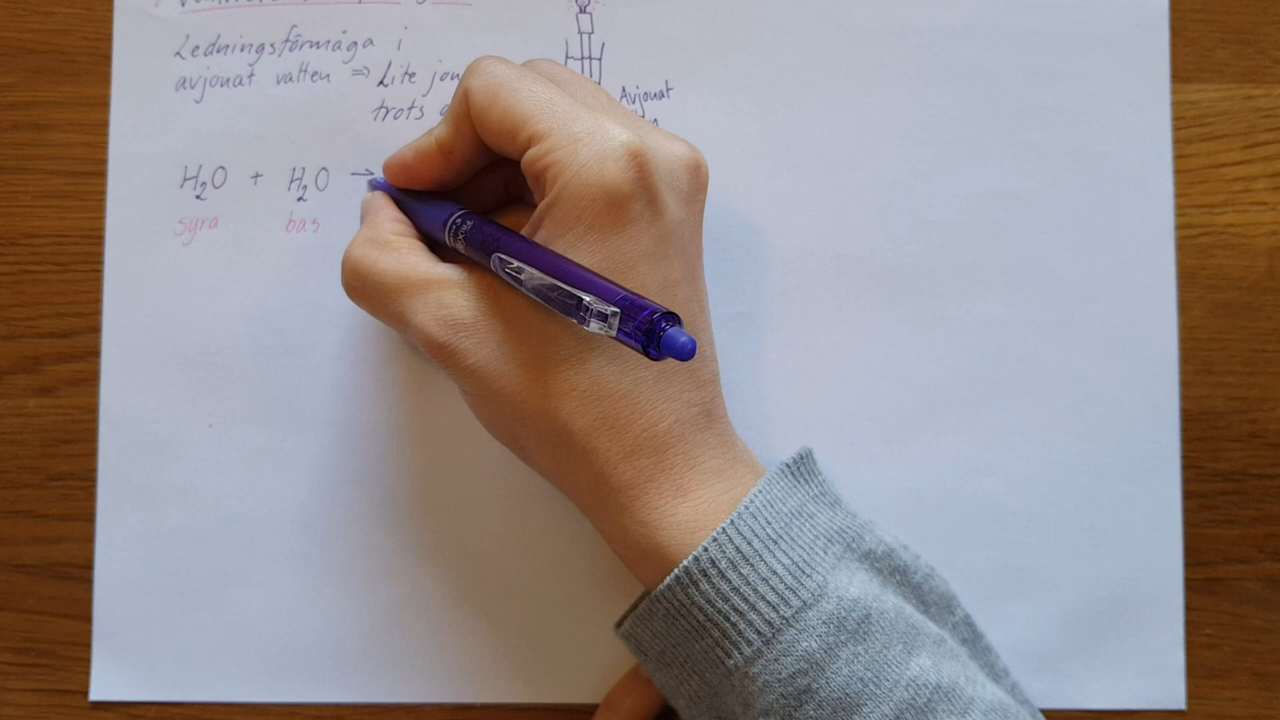 Ledningsförmåga i
avjonat vatten ⇒ Lite jon
trots
Avjonat
H₂O + H₂O ⇀
syra bas